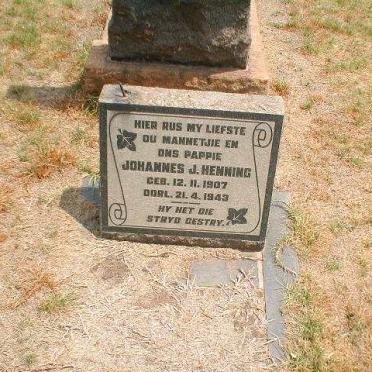 HIER RUS MY LIEFSTE
OU MANNETJIE EN
ONS PAPPIE
JOHANNES J. HENNING
GEB. 12. 11. 1907
OORL. 21. 4. 1943
HY HET DIE
STRYD GESTRY.